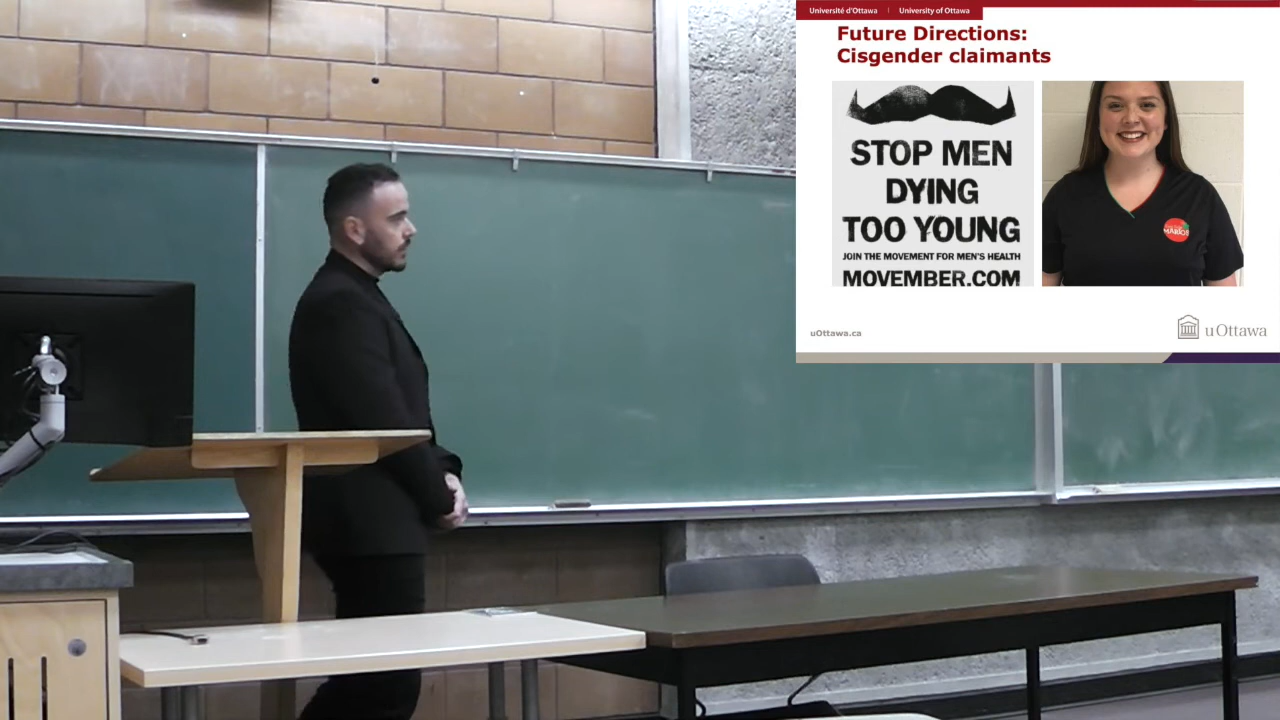 Université d'Ottawa | University of Ottawa
Future Directions:
Cisgender claimants
STOP MEN
DYING
TOO YOUNG
JOIN THE MOVEMENT FOR MEN'S HEALTH
MOVEMBER.COM
MARIO'S
uOttawa.ca
uOttawa